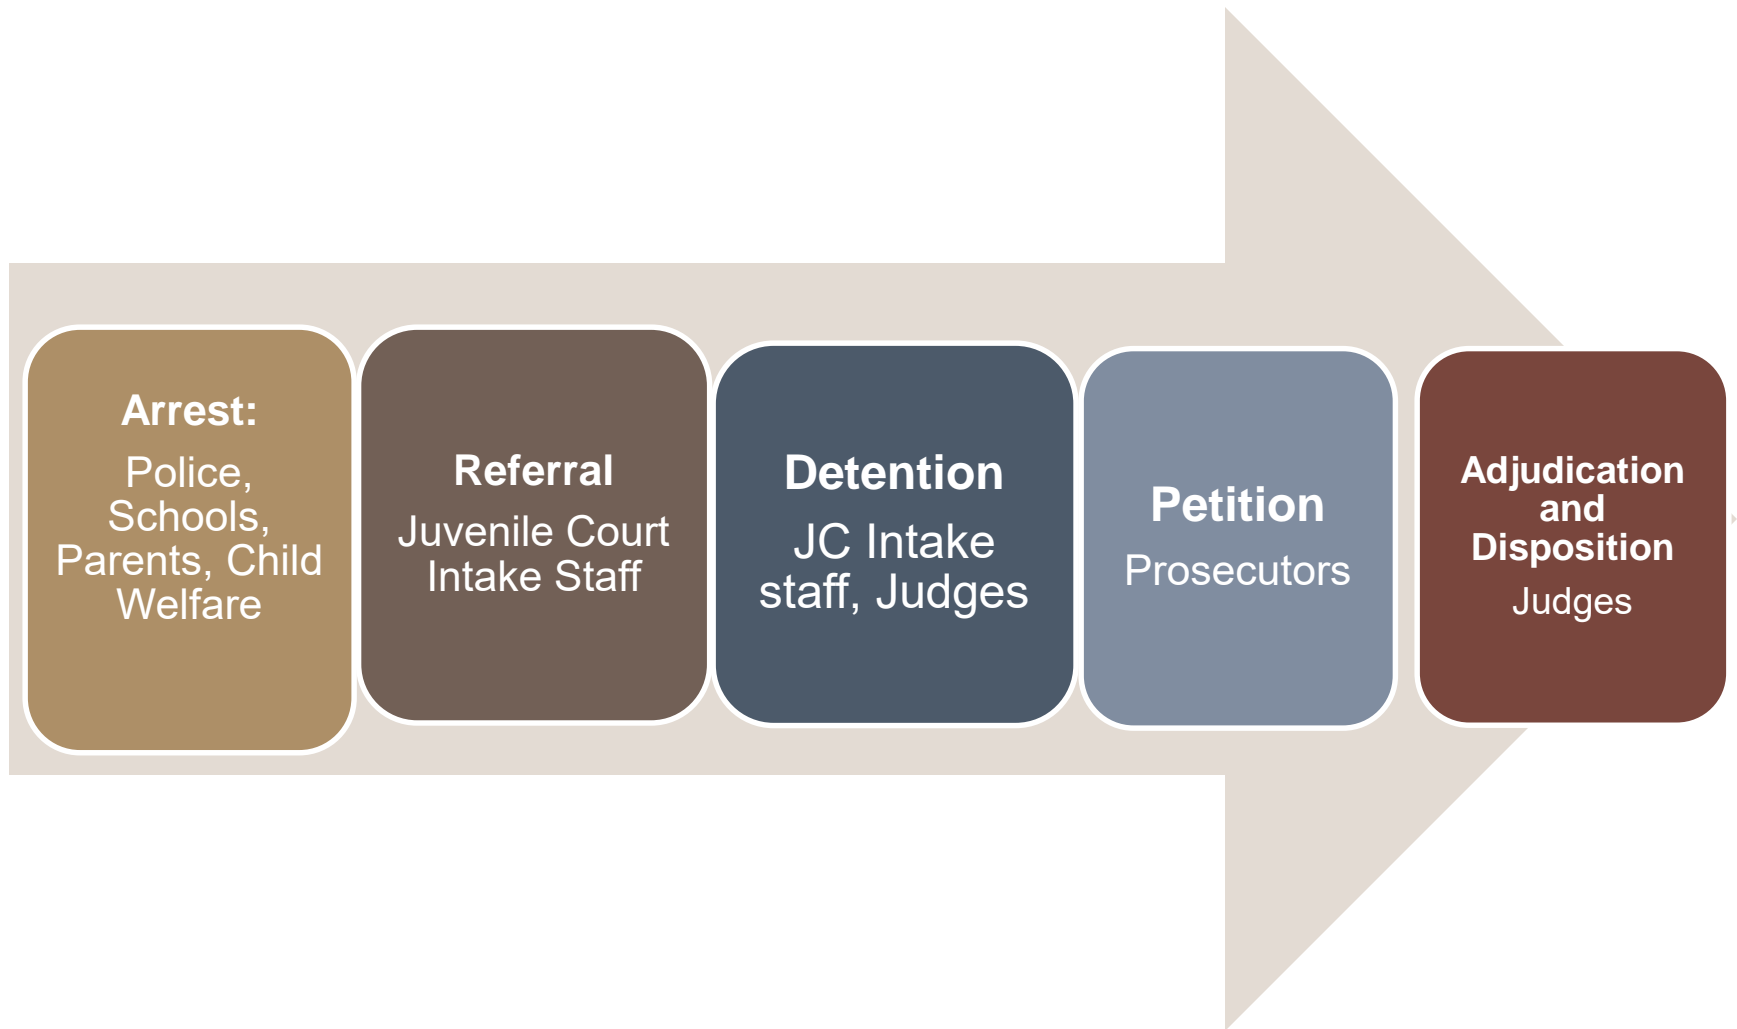 Arrest:
Police,
Schools,
Parents, Child
Welfare
Referral
Juvenile Court
Intake Staff
Detention
JC Intake
staff, Judges
Petition
Prosecutors
Adjudication
and
Disposition
Judges